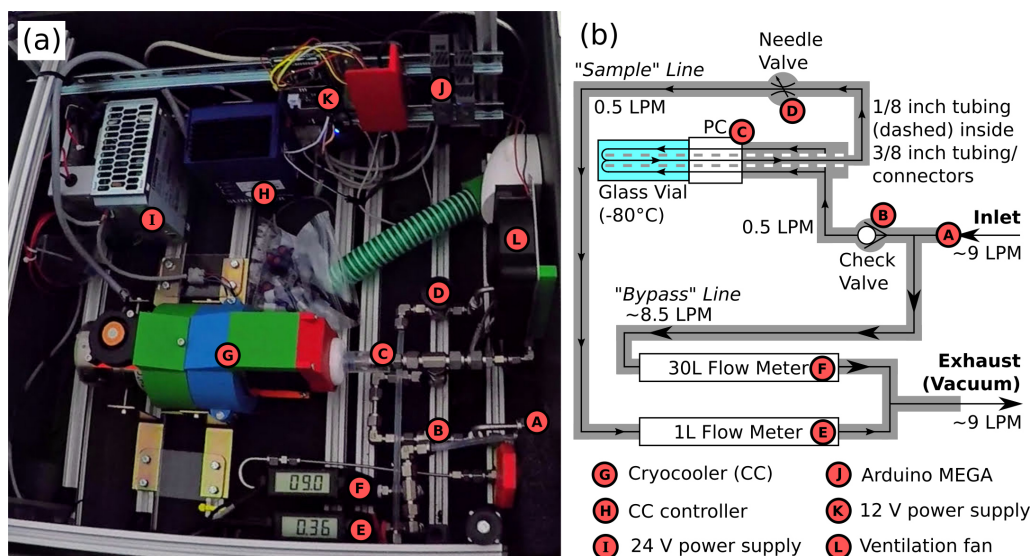 (a)
K
J
H
I
L
D
G
C
B
A
F
E
09.0
0.36
(b)
Needle
Valve
"Sample" Line
D
0.5 LPM
PC
C
1/8 inch tubing
(dashed) inside
3/8 inch tubing/
connectors
Glass Vial
(-80°C)
B
A
Inlet
0.5 LPM
~9 LPM
Check
Valve
"Bypass" Line
~8.5 LPM
30L Flow Meter F
Exhaust
(Vacuum)
~9 LPM
1L Flow Meter E
G Cryocooler (CC)
J Arduino MEGA
H CC controller
K 12 V power supply
I 24 V power supply
L Ventilation fan